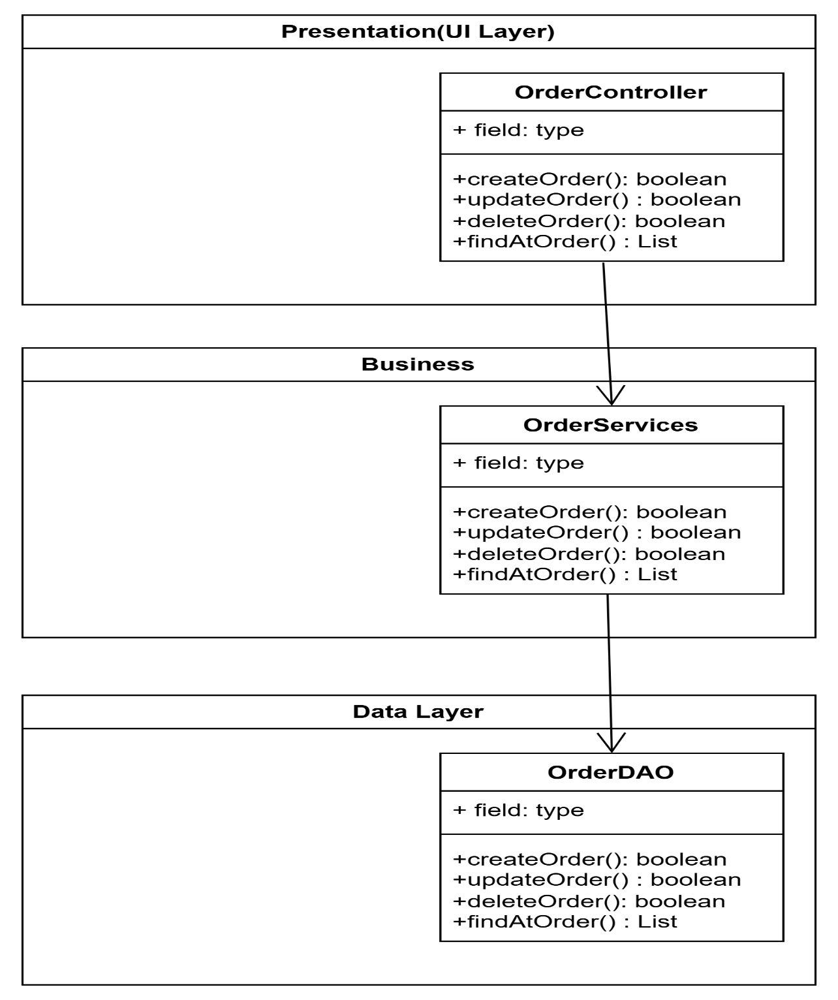 Presentation(UI Layer)
OrderController
+ field: type
+createOrder(): boolean
+updateOrder() : boolean
+deleteOrder(): boolean
+findAtOrder() : List
Business
OrderServices
+ field: type
+createOrder(): boolean
+updateOrder() : boolean
+deleteOrder(): boolean
+findAtOrder() : List
Data Layer
OrderDAO
+ field: type
+createOrder(): boolean
+updateOrder() : boolean
+deleteOrder(): boolean
+findAtOrder() : List